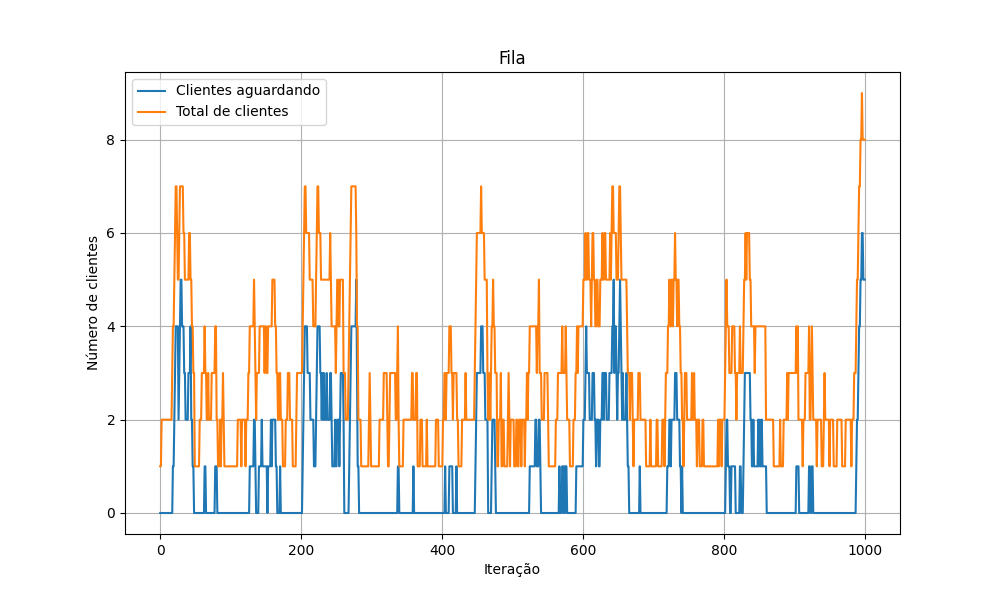 Fila
Clientes aguardando
Total de clientes
8
6
4
2
0
Número de clientes
0 200 400 600 800 1000
Iteração